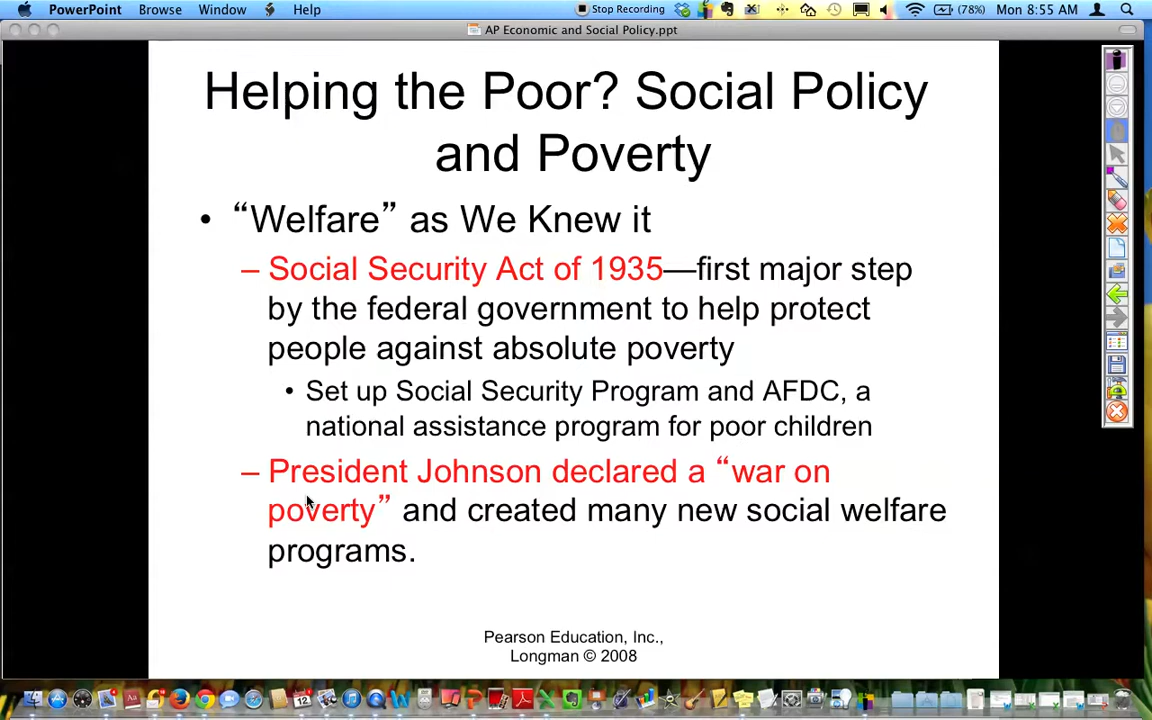 PowerPoint Browse Window Help Stop Recording (78%) Mon 8:55 AM
AP Economic and Social Policy.ppt
Helping the Poor? Social Policy
and Poverty
• “Welfare” as We Knew it
– Social Security Act of 1935—first major step
by the federal government to help protect
people against absolute poverty
• Set up Social Security Program and AFDC, a
national assistance program for poor children
– President Johnson declared a “war on
poverty” and created many new social welfare
programs.
Pearson Education, Inc.,
Longman © 2008